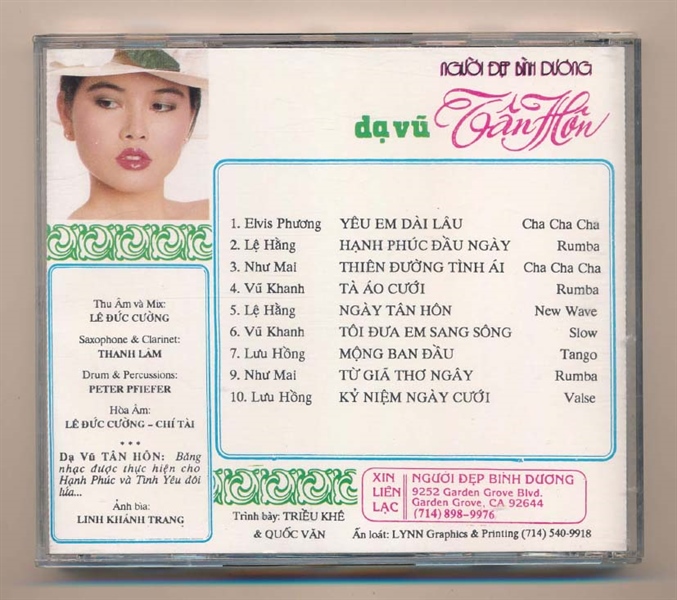 NGƯỜI ĐẸP BÌNH DƯƠNG
dạ vũ TÂN HÔN
1. Elvis Phương YÊU EM DÀI LÂU Cha Cha Cha
2. Lệ Hằng HẠNH PHÚC ĐẦU NGÀY Rumba
3. Như Mai THIÊN ĐƯỜNG TÌNH ÁI Cha Cha Cha
4. Vũ Khanh TÀ ÁO CƯỚI Rumba
5. Lệ Hằng NGÀY TÂN HÔN New Wave
6. Vũ Khanh TÔI ĐƯA EM SANG SÔNG Slow
7. Lưu Hồng MỘNG BAN ĐẦU Tango
9. Như Mai TỪ GIÃ THƠ NGÂY Rumba
10. Lưu Hồng KỶ NIỆM NGÀY CƯỚI Valse
Thu Âm và Mix:
LÊ ĐỨC CƯỜNG
Saxophone & Clarinet:
THANH LÂM
Drum & Percussions:
PETER PFIEFER
Hòa Âm:
LÊ ĐỨC CƯỜNG – CHÍ TÀI
•••
Dạ Vũ TÂN HÔN: Băng
nhạc được thực hiện cho
Hạnh Phúc và Tình Yêu đôi
lứa...
Ảnh bìa:
LINH KHÁNH TRANG
Trình bày: TRIỀU KHÊ
& QUỐC VĂN
XIN
LIÊN
LẠC
NGƯỜI ĐẸP BÌNH DƯƠNG
9252 Garden Grove Blvd.
Garden Grove, CA 92644
(714) 898-9976
Ấn loát: LYNN Graphics & Printing (714) 540-9918